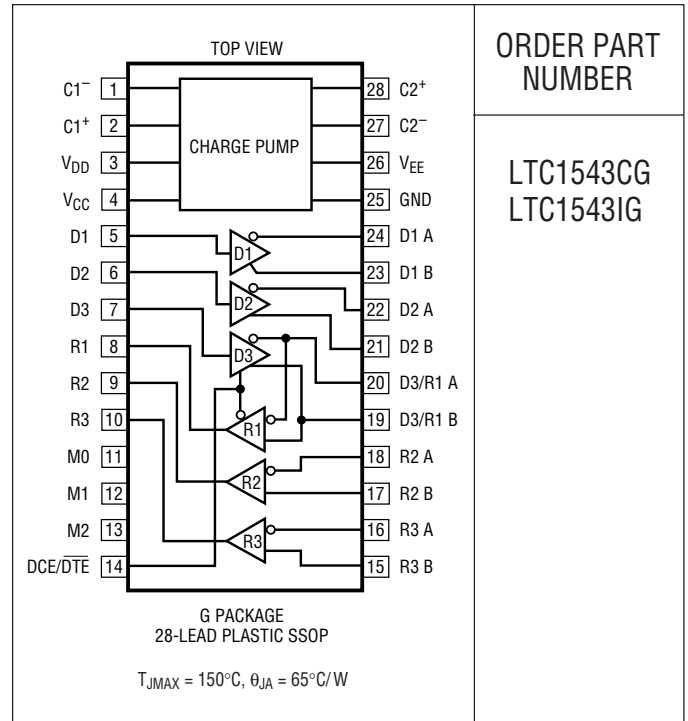 TOP VIEW
C1⁻ 1
C1⁺ 2
V_DD 3
V_CC 4
D1 5
D2 6
D3 7
R1 8
R2 9
R3 10
M0 11
M1 12
M2 13
DCE/D̅T̅E̅ 14
CHARGE PUMP
D1
D2
D3
R1
R2
R3
28 C2⁺
27 C2⁻
26 V_EE
25 GND
24 D1 A
23 D1 B
22 D2 A
21 D2 B
20 D3/R1 A
19 D3/R1 B
18 R2 A
17 R2 B
16 R3 A
15 R3 B
G PACKAGE
28-LEAD PLASTIC SSOP
T_JMAX = 150°C, θ_JA = 65°C/W
ORDER PART
NUMBER
LTC1543CG
LTC1543IG